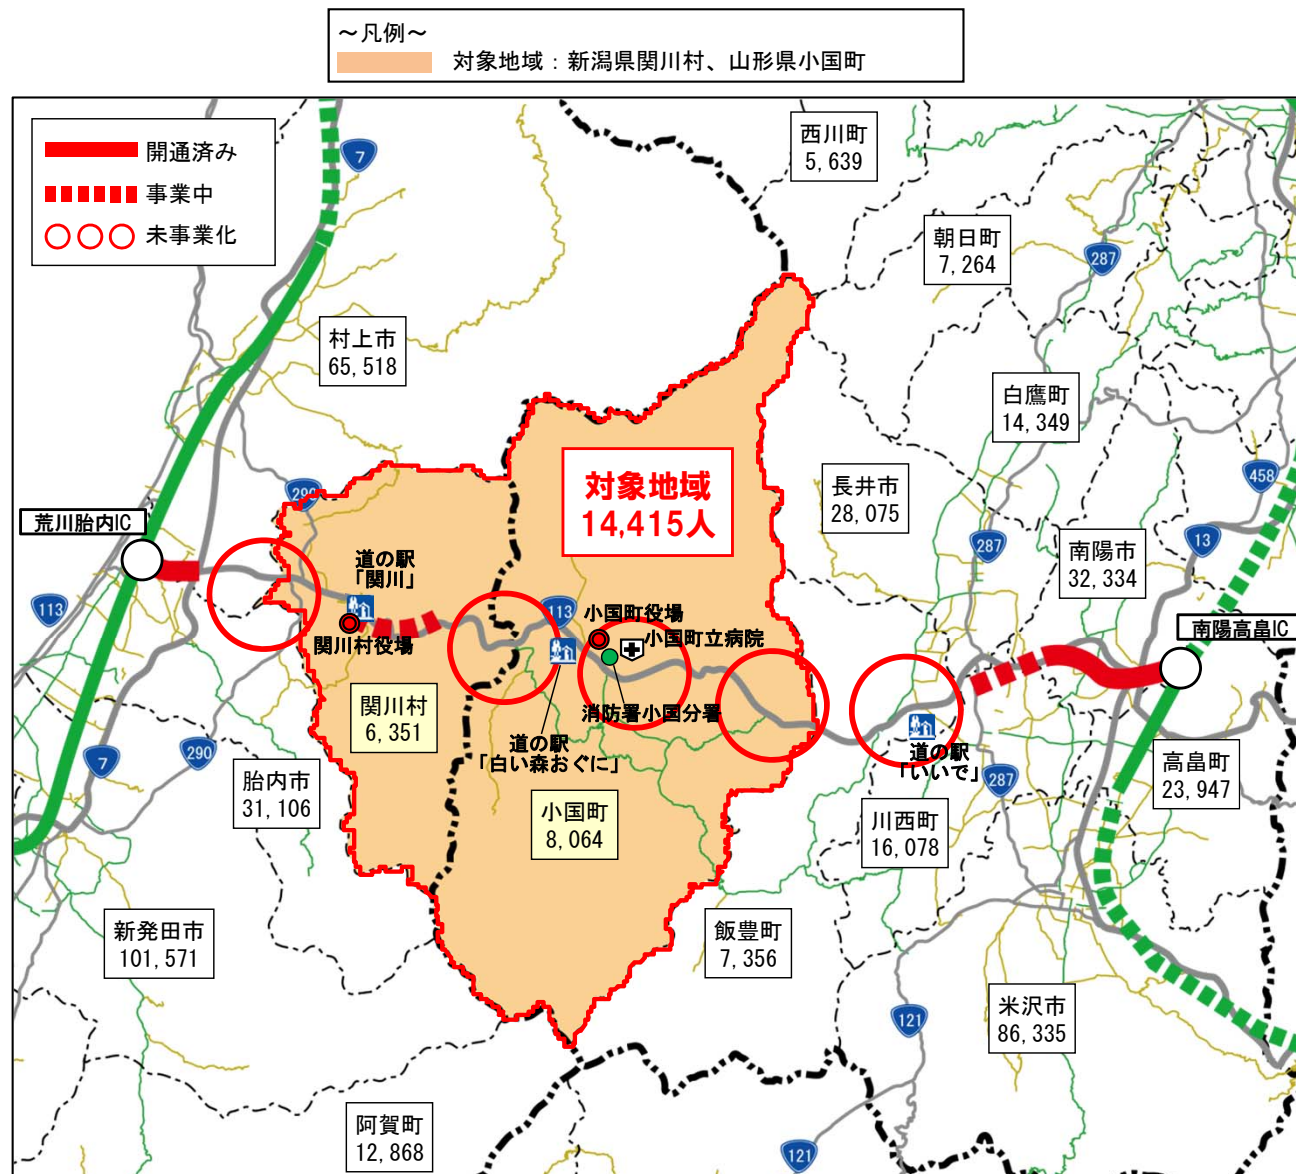 ～凡例～
対象地域：新潟県関川村、山形県小国町
開通済み
事業中
未事業化
7
西川町
5,639
朝日町
7,264
287
村上市
65,518
白鷹町
14,349
対象地域
14,415人
長井市
28,075
458
290
荒川胎内IC
287
南陽市
32,334
13
道の駅
「関川」
113
113
小国町役場
小国町立病院
南陽高畠IC
関川村役場
関川村
6,351
消防署小国分署
道の駅
「白い森おぐに」
道の駅
「いいで」
7
290
胎内市
31,106
287
高畠町
23,947
小国町
8,064
川西町
16,078
新発田市
101,571
飯豊町
7,356
米沢市
86,335
121
阿賀町
12,868
121